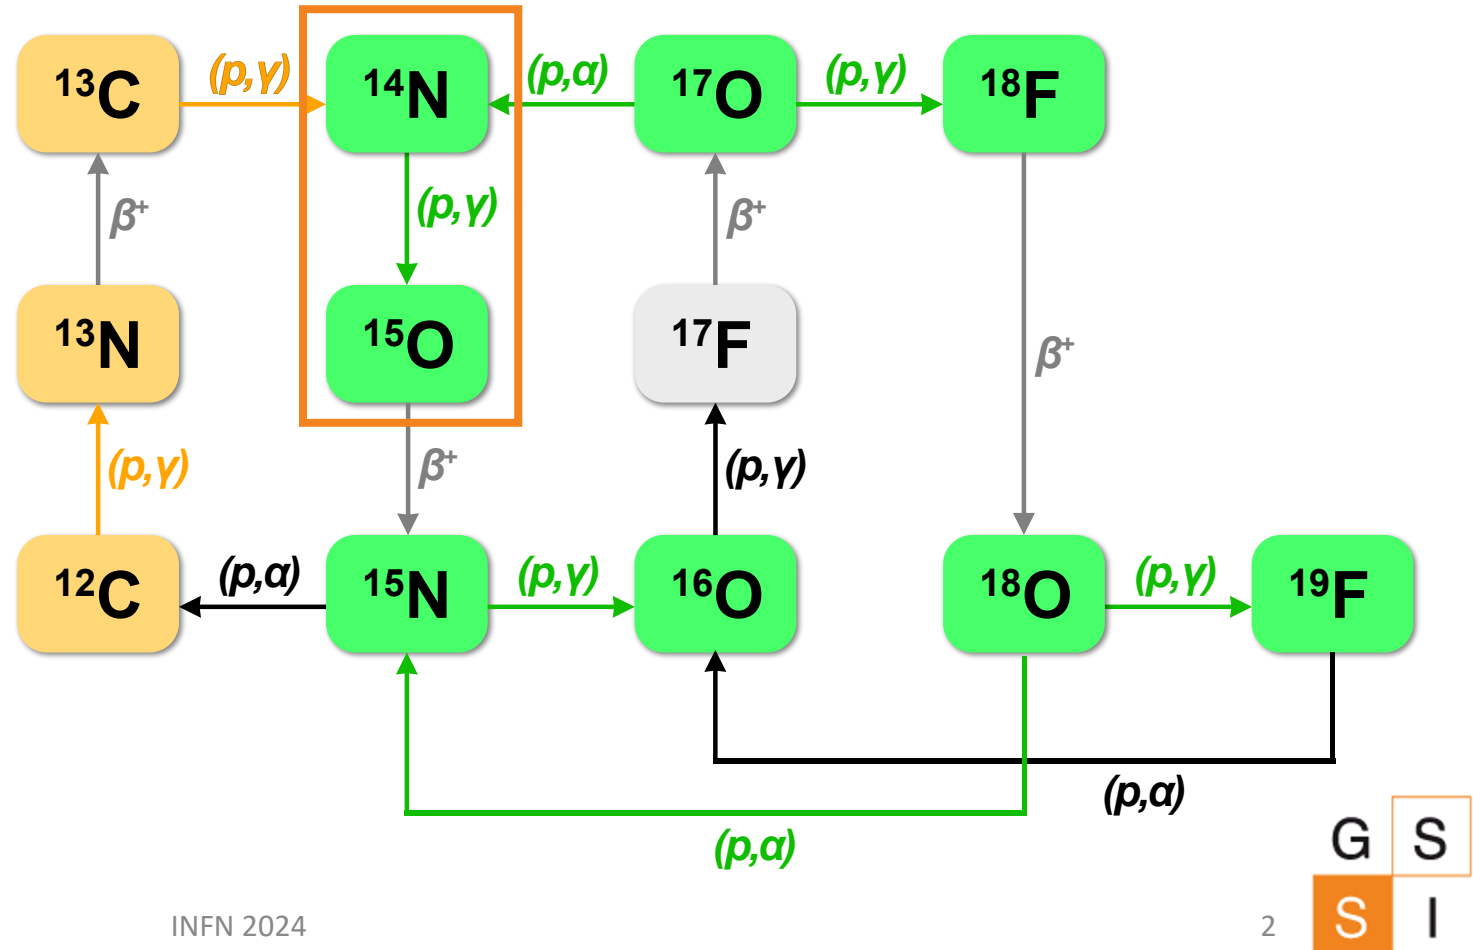 (p,γ) (p,α) (p,γ)
¹³C ¹⁴N ¹⁷O ¹⁸F
β⁺ (p,γ) β⁺
¹³N ¹⁵O ¹⁷F β⁺
(p,γ) β⁺ (p,γ)
(p,α) (p,γ) (p,γ)
¹²C ¹⁵N ¹⁶O ¹⁸O ¹⁹F
(p,α)
(p,α)
G S
S I
INFN 2024 2